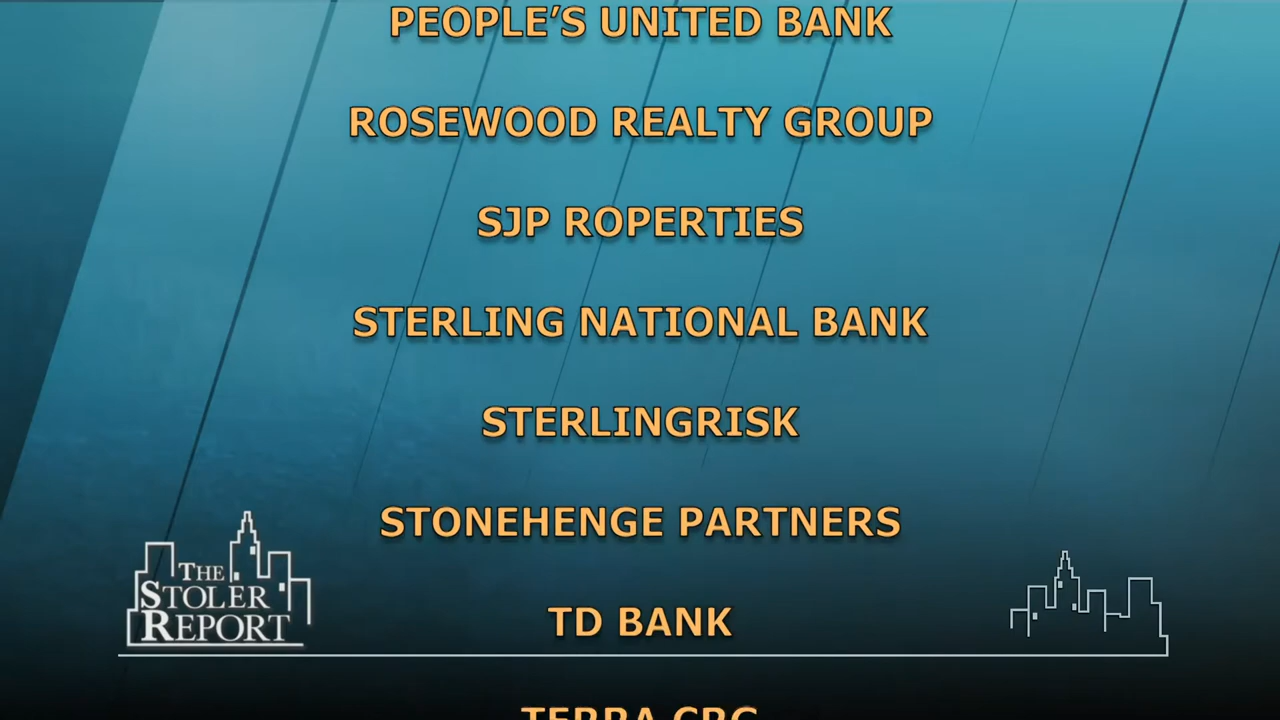 PEOPLE’S UNITED BANK
ROSEWOOD REALTY GROUP
SJP ROPERTIES
STERLING NATIONAL BANK
STERLINGRISK
STONEHENGE PARTNERS
THE
STOLER
REPORT
TD BANK